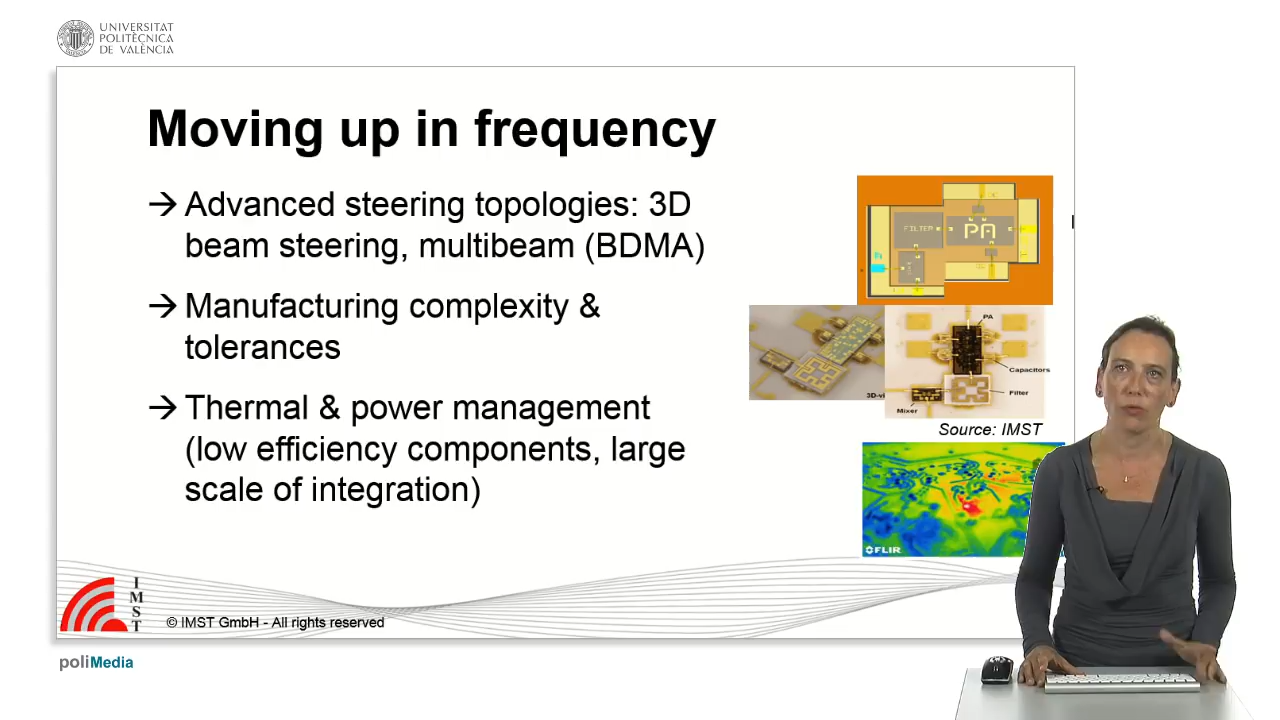 UNIVERSITAT
POLITÈCNICA
DE VALÈNCIA
Moving up in frequency
→ Advanced steering topologies: 3D
beam steering, multibeam (BDMA)
→ Manufacturing complexity &
tolerances
→ Thermal & power management
(low efficiency components, large
scale of integration)
FILTER
PA
PA
Capacitors
Filter
Mixer
3D-vi
Source: IMST
FLIR
I
M
S
T
© IMST GmbH - All rights reserved
poliMedia